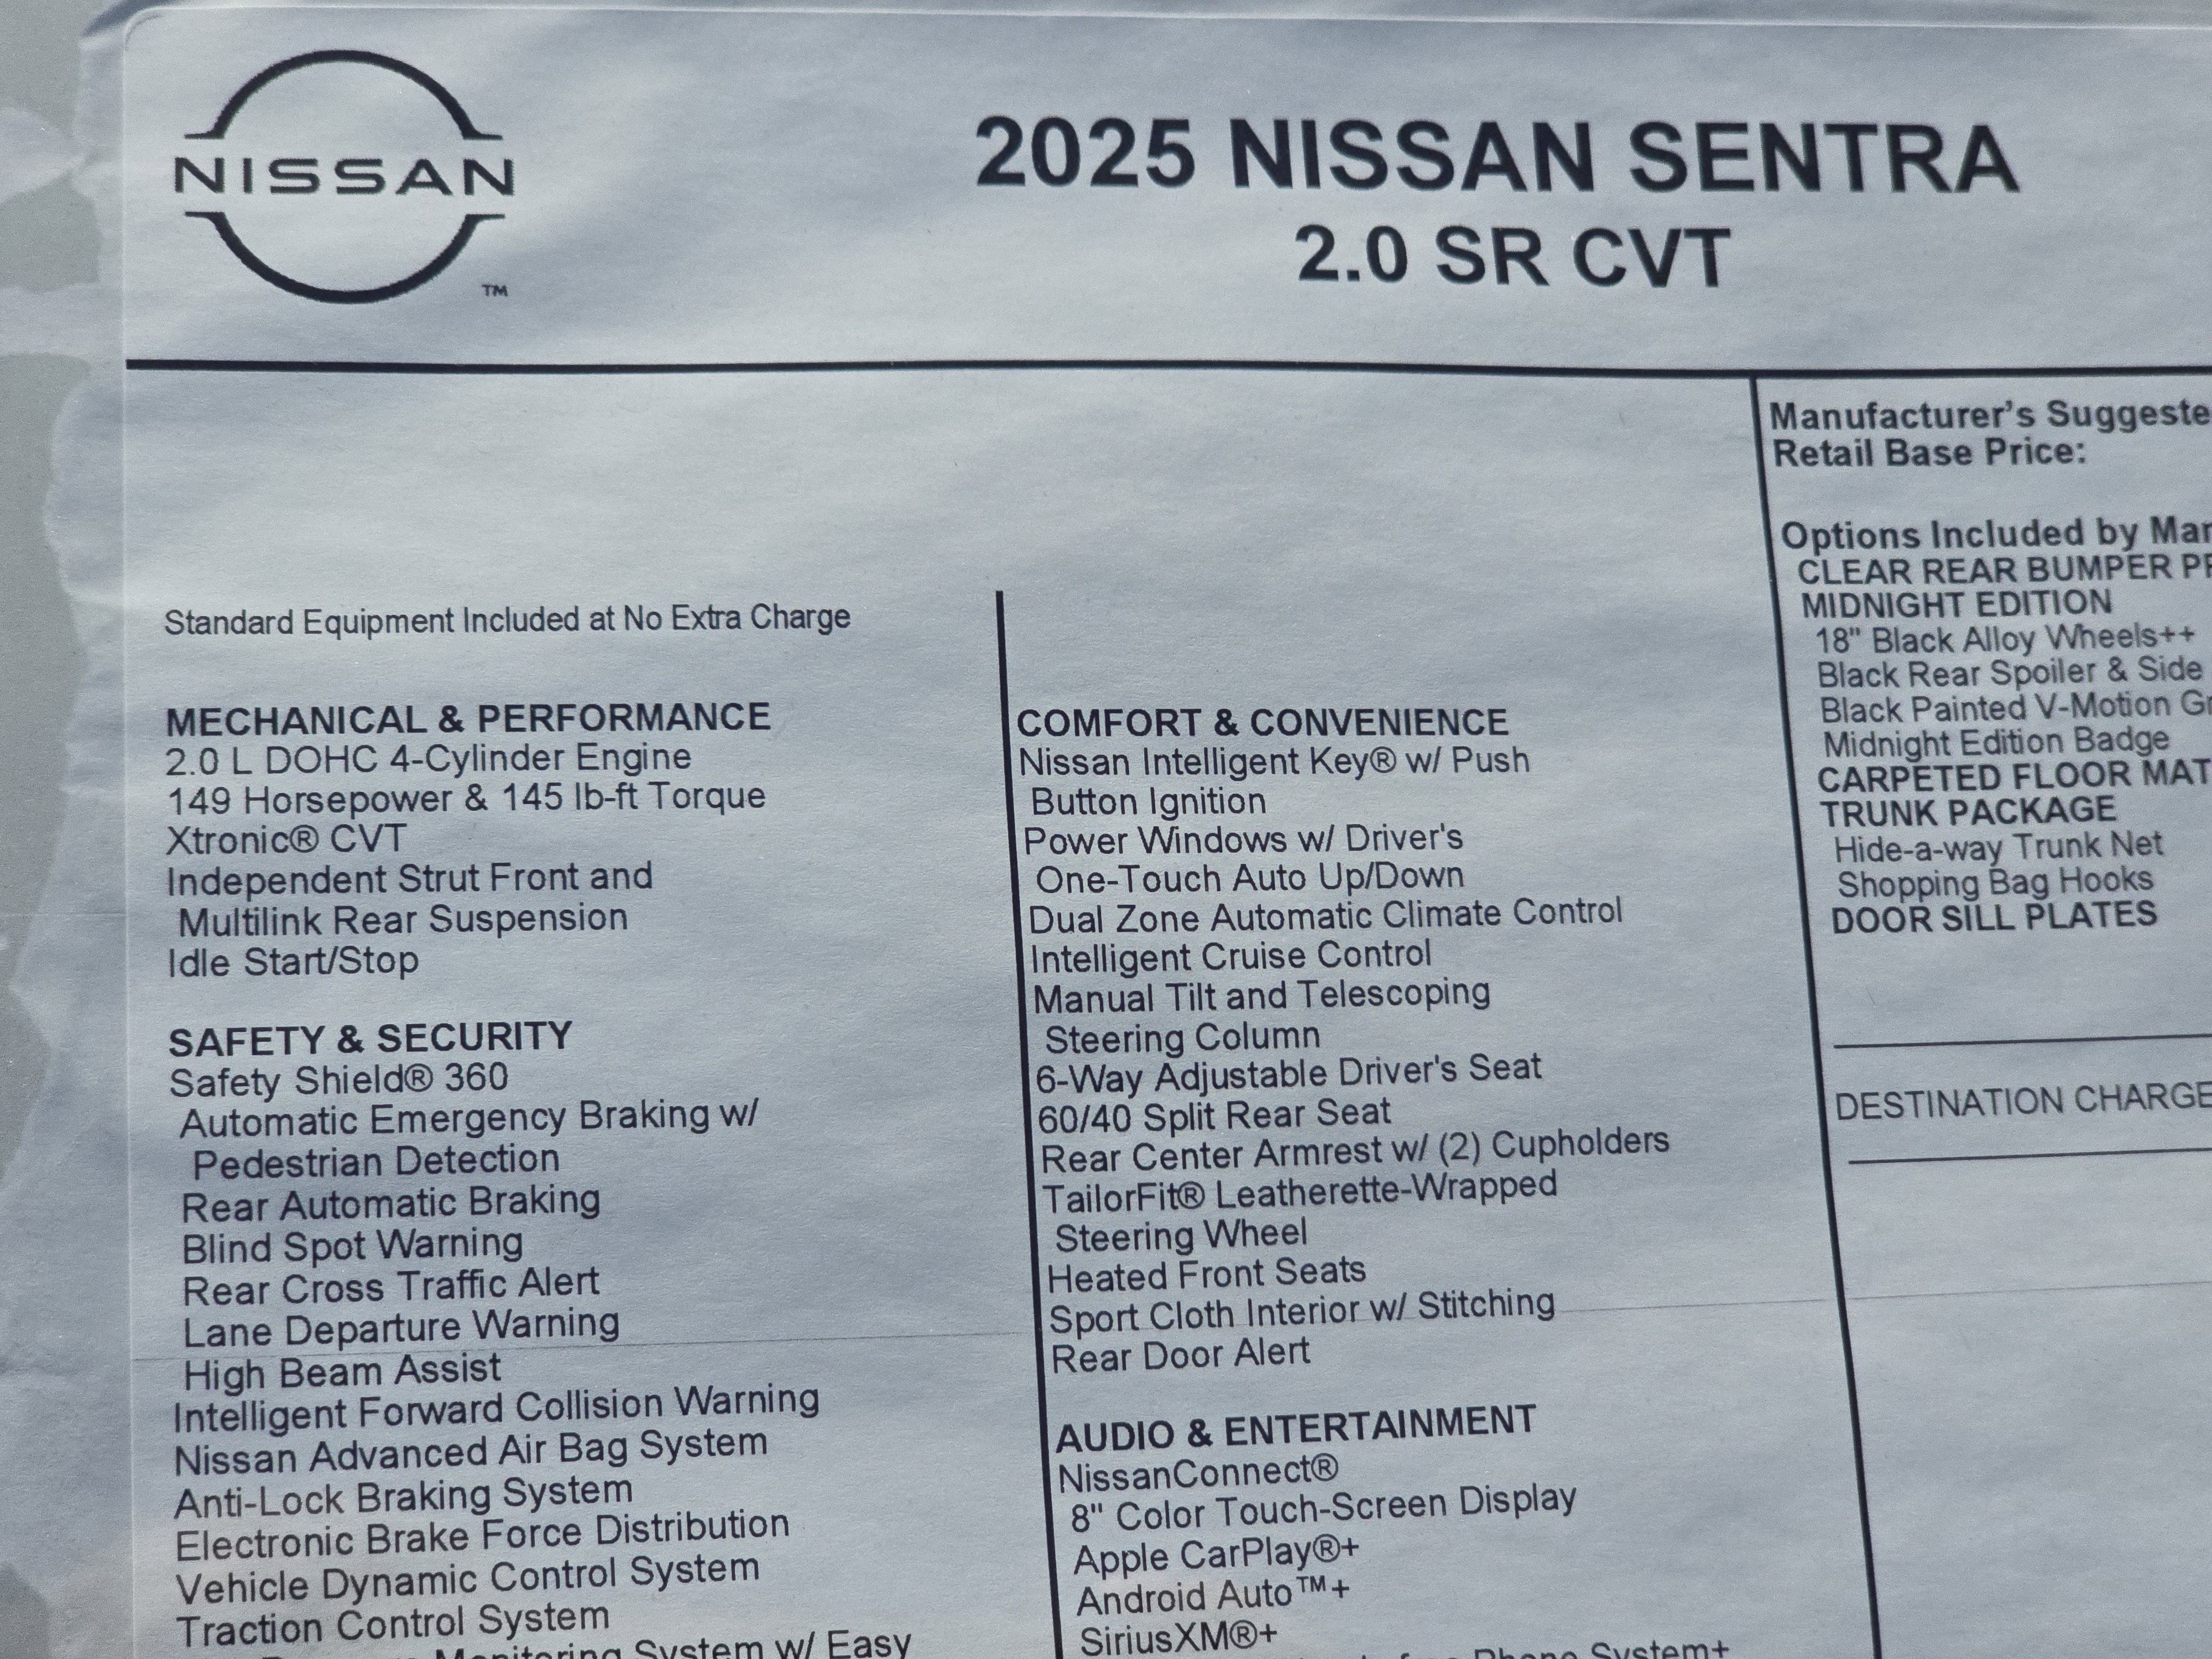 NISSAN
TM
2025 NISSAN SENTRA
2.0 SR CVT
Standard Equipment Included at No Extra Charge
MECHANICAL & PERFORMANCE
2.0 L DOHC 4-Cylinder Engine
149 Horsepower & 145 lb-ft Torque
Xtronic® CVT
Independent Strut Front and
Multilink Rear Suspension
Idle Start/Stop
SAFETY & SECURITY
Safety Shield® 360
Automatic Emergency Braking w/
Pedestrian Detection
Rear Automatic Braking
Blind Spot Warning
Rear Cross Traffic Alert
Lane Departure Warning
High Beam Assist
Intelligent Forward Collision Warning
Nissan Advanced Air Bag System
Anti-Lock Braking System
Electronic Brake Force Distribution
Vehicle Dynamic Control System
Traction Control System
Monitoring System w/ Easy
COMFORT & CONVENIENCE
Nissan Intelligent Key® w/ Push
Button Ignition
Power Windows w/ Driver's
One-Touch Auto Up/Down
Dual Zone Automatic Climate Control
Intelligent Cruise Control
Manual Tilt and Telescoping
Steering Column
6-Way Adjustable Driver's Seat
60/40 Split Rear Seat
Rear Center Armrest w/ (2) Cupholders
TailorFit® Leatherette-Wrapped
Steering Wheel
Heated Front Seats
Sport Cloth Interior w/ Stitching
Rear Door Alert
AUDIO & ENTERTAINMENT
NissanConnect®
8" Color Touch-Screen Display
Apple CarPlay®+
Android Auto™+
SiriusXM®+
Phone System+
Manufacturer's Suggeste
Retail Base Price:
Options Included by Man
CLEAR REAR BUMPER PR
MIDNIGHT EDITION
18" Black Alloy Wheels++
Black Rear Spoiler & Side
Black Painted V-Motion Gr
Midnight Edition Badge
CARPETED FLOOR MAT
TRUNK PACKAGE
Hide-a-way Trunk Net
Shopping Bag Hooks
DOOR SILL PLATES
DESTINATION CHARGE